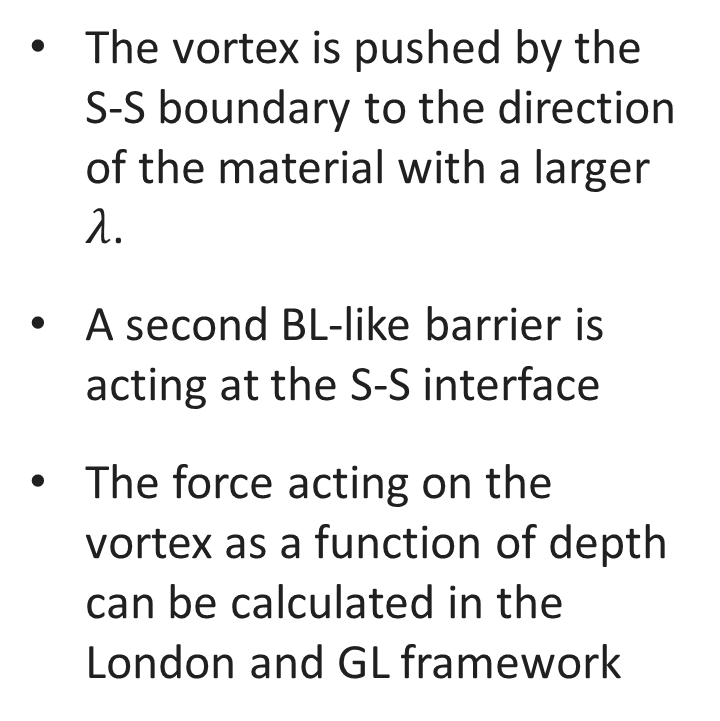 • The vortex is pushed by the
S-S boundary to the direction
of the material with a larger
λ.
• A second BL-like barrier is
acting at the S-S interface
• The force acting on the
vortex as a function of depth
can be calculated in the
London and GL framework